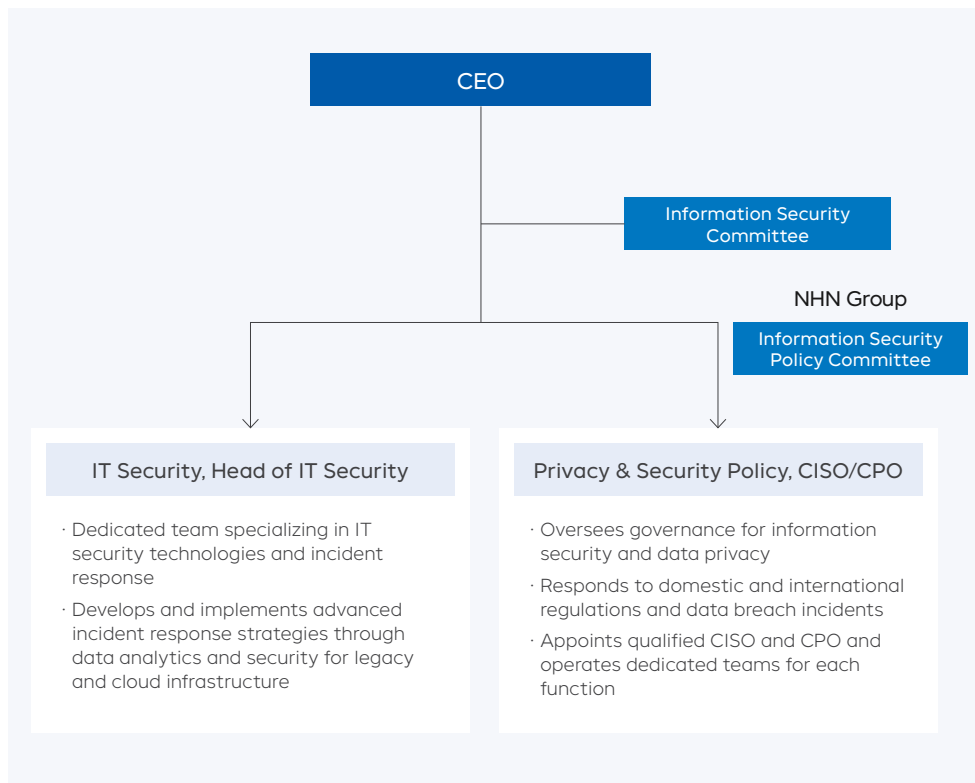 CEO
Information Security
Committee
NHN Group
Information Security
Policy Committee
IT Security, Head of IT Security
· Dedicated team specializing in IT
security technologies and incident
response
· Develops and implements advanced
incident response strategies through
data analytics and security for legacy
and cloud infrastructure
Privacy & Security Policy, CISO/CPO
· Oversees governance for information
security and data privacy
· Responds to domestic and international
regulations and data breach incidents
· Appoints qualified CISO and CPO and
operates dedicated teams for each
function